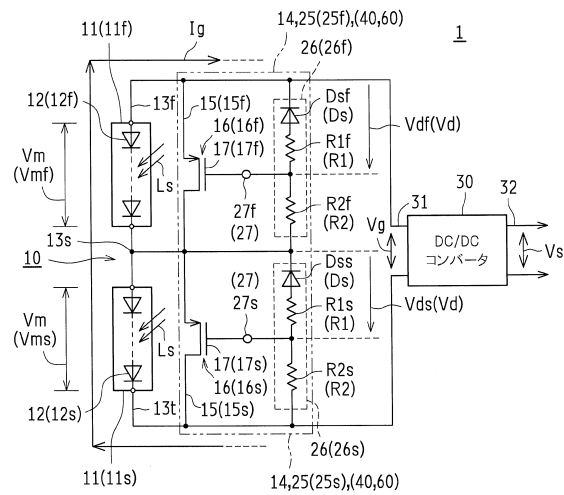 11(11f)
Ig
14,25(25f),(40,60)
1
26(26f)
12(12f)
13f
15(15f)
Dsf
(Ds)
16(16f)
17(17f)
R1f
(R1)
Vdf(Vd)
Vm
(Vmf)
Ls
27f
(27)
R2f
(R2)
31
30
32
13s
10
Vg
DC/DC
コンバータ
Vs
(27)
27s
Dss
(Ds)
R1s
(R1)
Vds(Vd)
Vm
(Vms)
Ls
17(17s)
16(16s)
R2s
(R2)
12(12s)
13t
15(15s)
26(26s)
11(11s)
14,25(25s),(40,60)